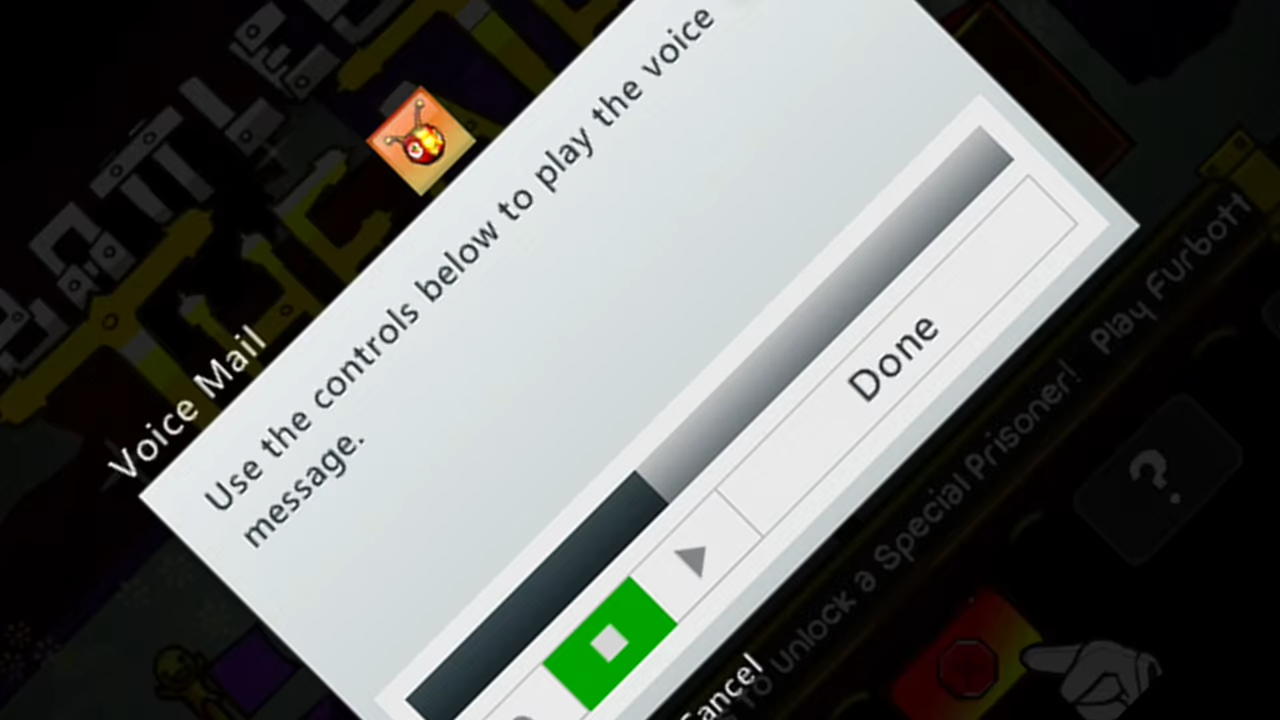 Voice Mail
Use the controls below to play the voice
message.
Done
Cancel
To Unlock a Special Prisoner! Play Furbott
?